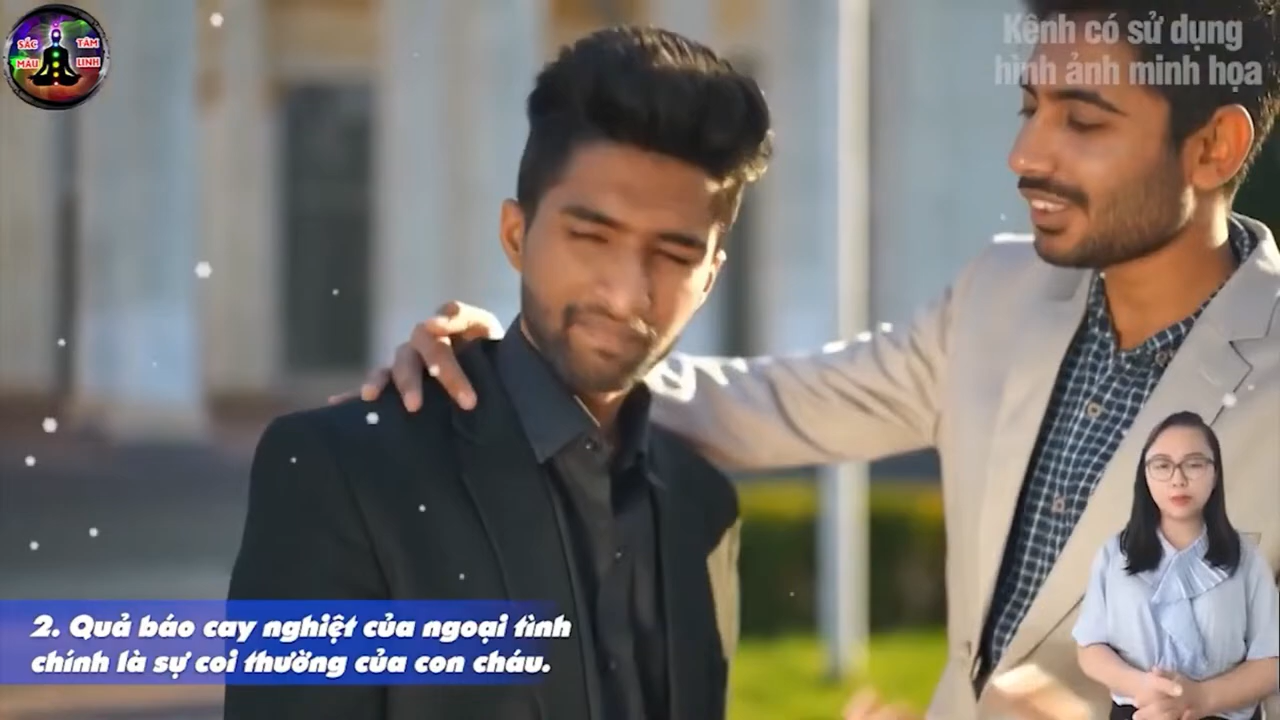 SẮC TÂM
MÀU LINH
Kênh có sử dụng
hình ảnh minh họa
2. Quả báo cay nghiệt của ngoại tình
chính là sự coi thường của con cháu.